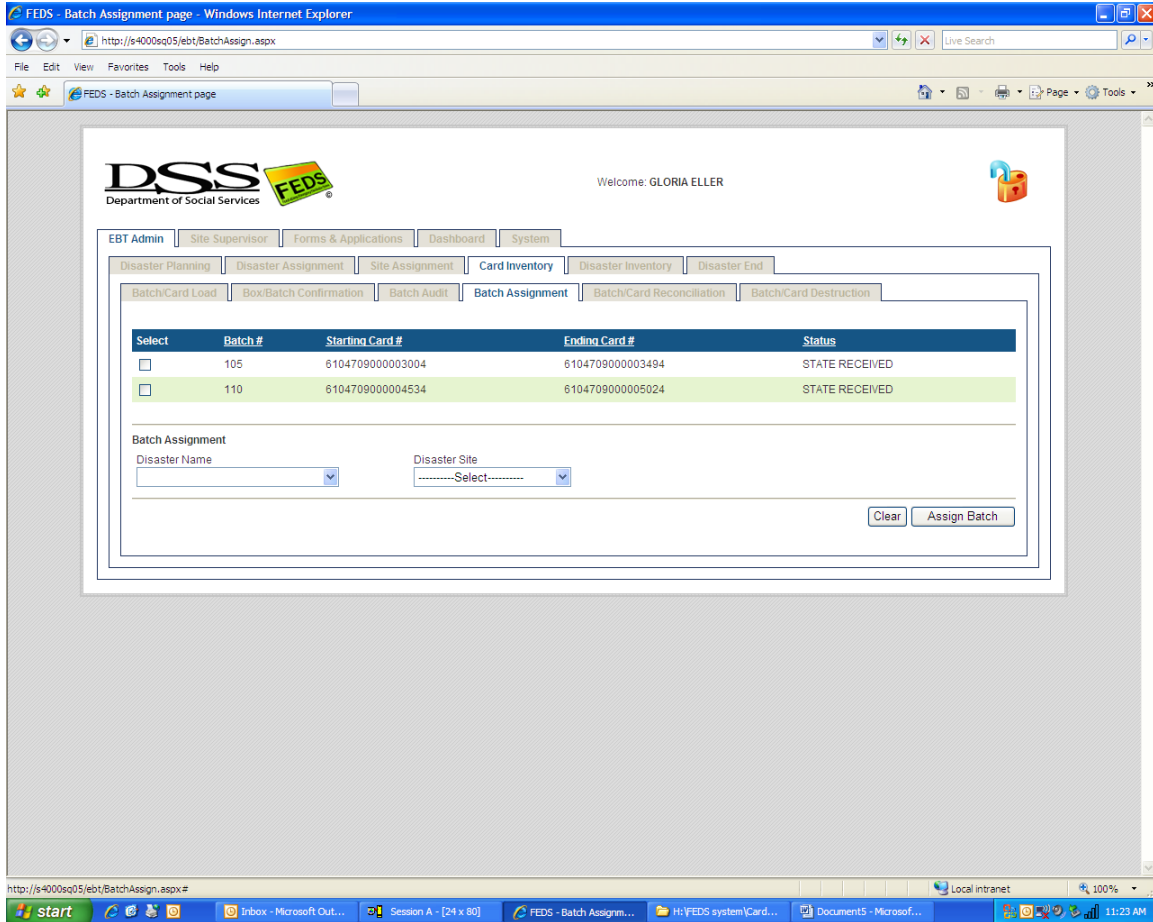 FEDS - Batch Assignment page - Windows Internet Explorer
http://s4000sq05/ebt/BatchAssign.aspx Live Search
File Edit View Favorites Tools Help
FEDS - Batch Assignment page Page Tools »
DSS FEDS ©
Department of Social Services
Welcome: GLORIA ELLER
EBT Admin Site Supervisor Forms & Applications Dashboard System
Disaster Planning Disaster Assignment Site Assignment Card Inventory Disaster Inventory Disaster End
Batch/Card Load Box/Batch Confirmation Batch Audit Batch Assignment Batch/Card Reconciliation Batch/Card Destruction
Select Batch # Starting Card # Ending Card # Status
105 6104709000003004 6104709000003494 STATE RECEIVED
110 6104709000004534 6104709000005024 STATE RECEIVED
Batch Assignment
Disaster Name Disaster Site
----------Select----------
Clear Assign Batch
http://s4000sq05/ebt/BatchAssign.aspx# Local intranet 100%
start Inbox - Microsoft Out... Session A - [24 x 80] FEDS - Batch Assignm... H:\FEDS system\Card... Document5 - Microsof... 11:23 AM